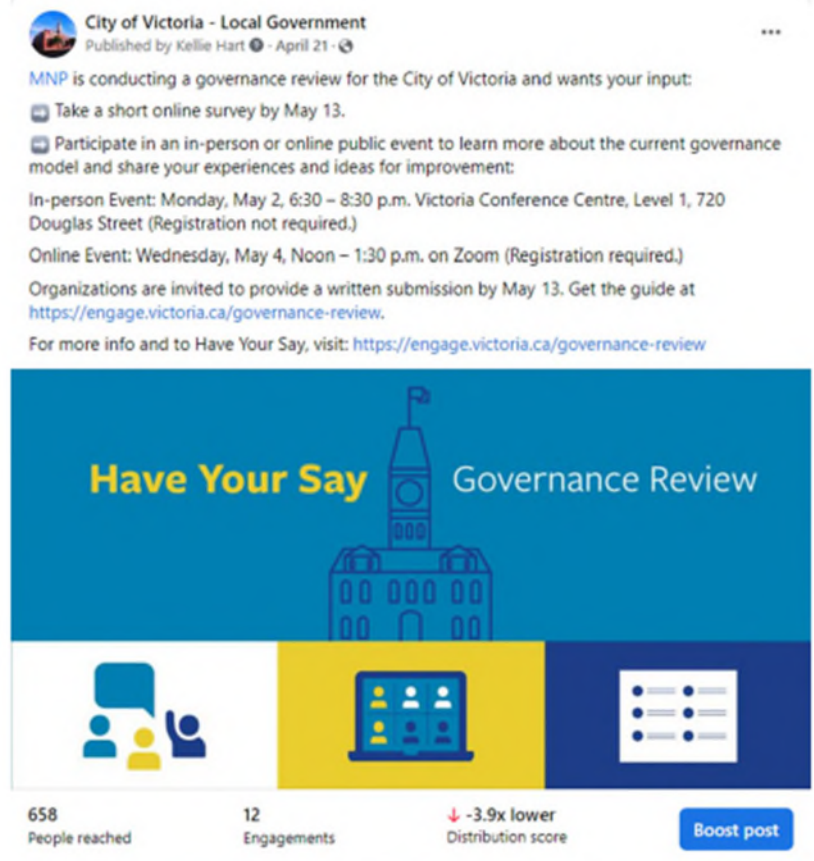 City of Victoria - Local Government
Published by Kellie Hart · April 21 ·
MNP is conducting a governance review for the City of Victoria and wants your input:
➡ Take a short online survey by May 13.
➡ Participate in an in-person or online public event to learn more about the current governance
model and share your experiences and ideas for improvement:
In-person Event: Monday, May 2, 6:30 – 8:30 p.m. Victoria Conference Centre, Level 1, 720
Douglas Street (Registration not required.)
Online Event: Wednesday, May 4, Noon – 1:30 p.m. on Zoom (Registration required.)
Organizations are invited to provide a written submission by May 13. Get the guide at
https://engage.victoria.ca/governance-review.
For more info and to Have Your Say, visit: https://engage.victoria.ca/governance-review
Have Your Say Governance Review
658 12 ↓ -3.9x lower
People reached Engagements Distribution score
Boost post